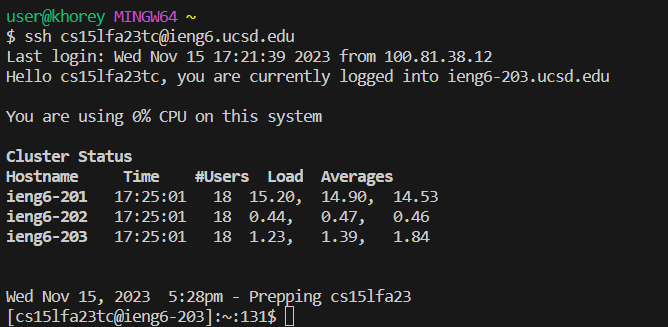 user@khorey MINGW64 ~
$ ssh cs15lfa23tc@ieng6.ucsd.edu
Last login: Wed Nov 15 17:21:39 2023 from 100.81.38.12
Hello cs15lfa23tc, you are currently logged into ieng6-203.ucsd.edu
You are using 0% CPU on this system
Cluster Status
Hostname     Time    #Users  Load  Averages
ieng6-201   17:25:01   18  15.20,  14.90,  14.53
ieng6-202   17:25:01   18  0.44,   0.47,   0.46
ieng6-203   17:25:01   18  1.23,   1.39,   1.84
Wed Nov 15, 2023  5:28pm - Prepping cs15lfa23
[cs15lfa23tc@ieng6-203]:~:131$